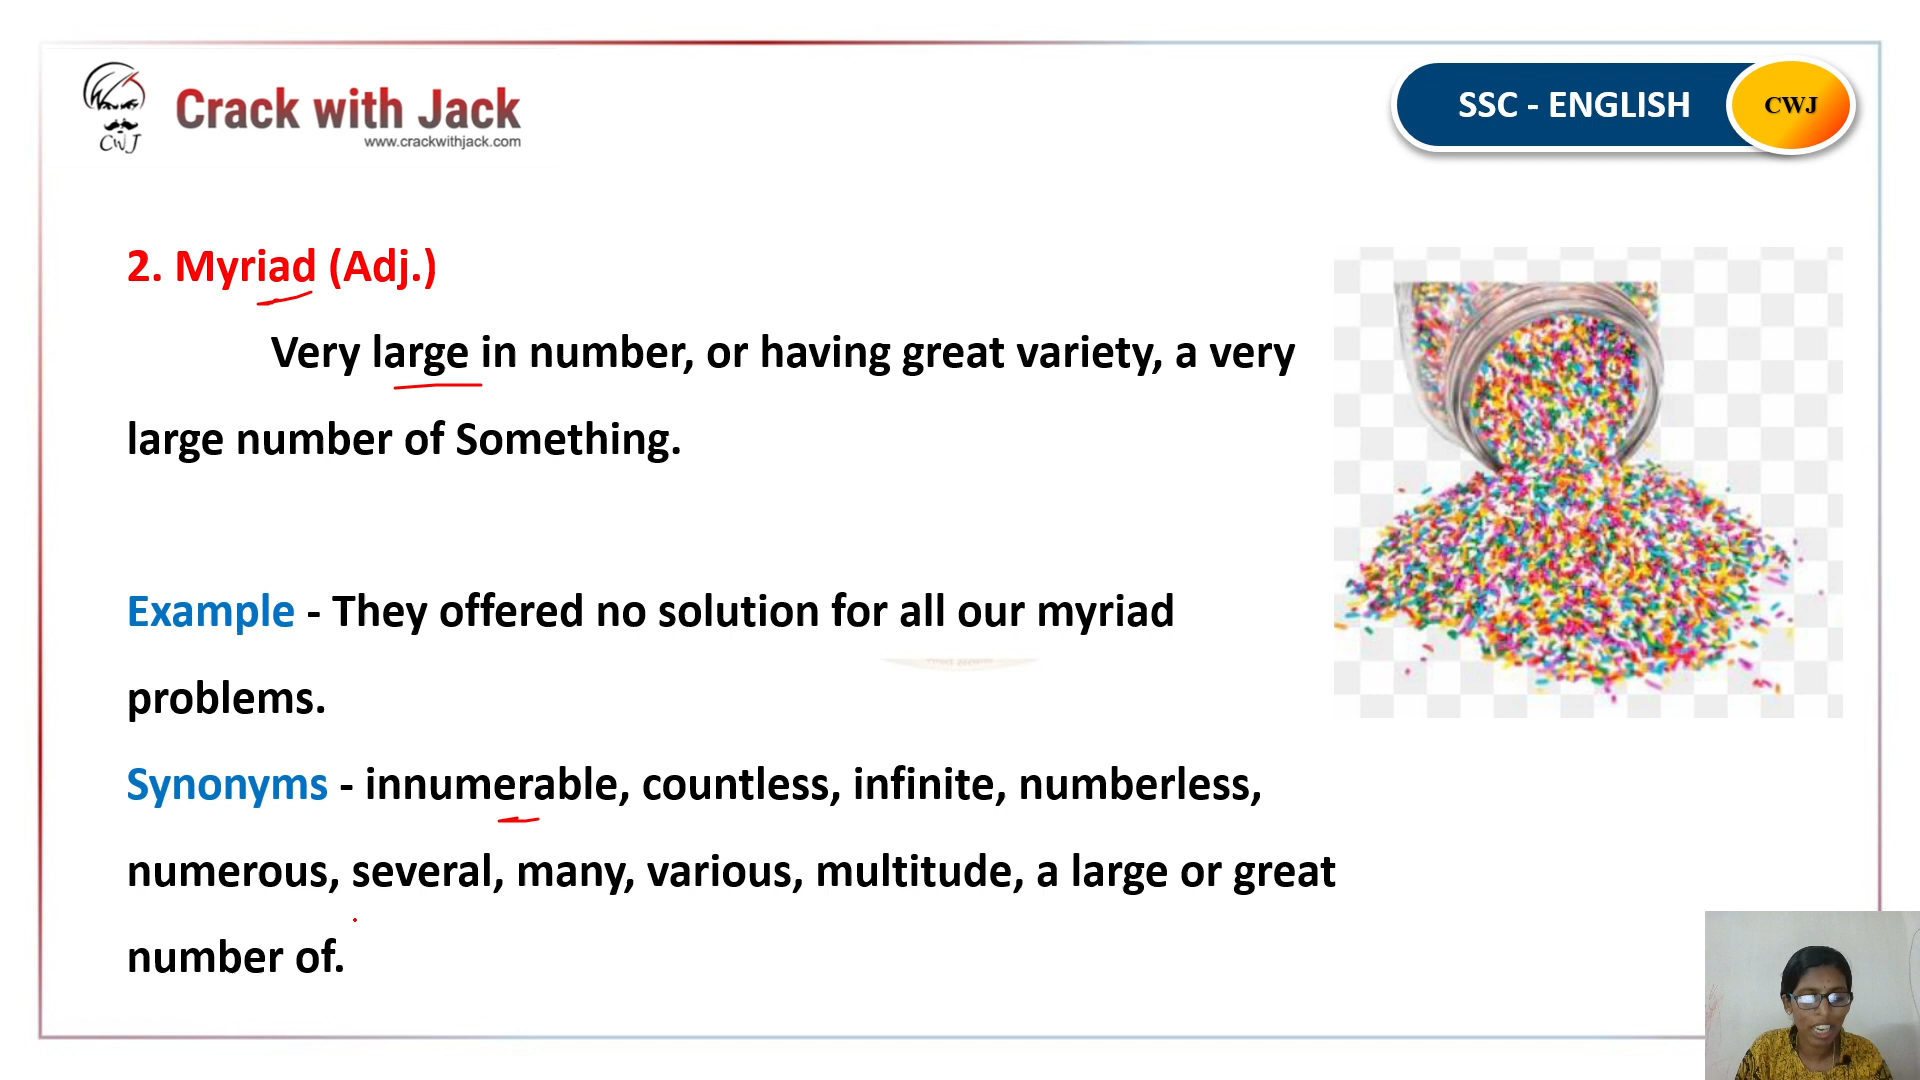 Crack with Jack
www.crackwithjack.com
CWJ
SSC - ENGLISH
CWJ
2. Myriad (Adj.)
Very large in number, or having great variety, a very
large number of Something.
Example - They offered no solution for all our myriad
problems.
Synonyms - innumerable, countless, infinite, numberless,
numerous, several, many, various, multitude, a large or great
number of.